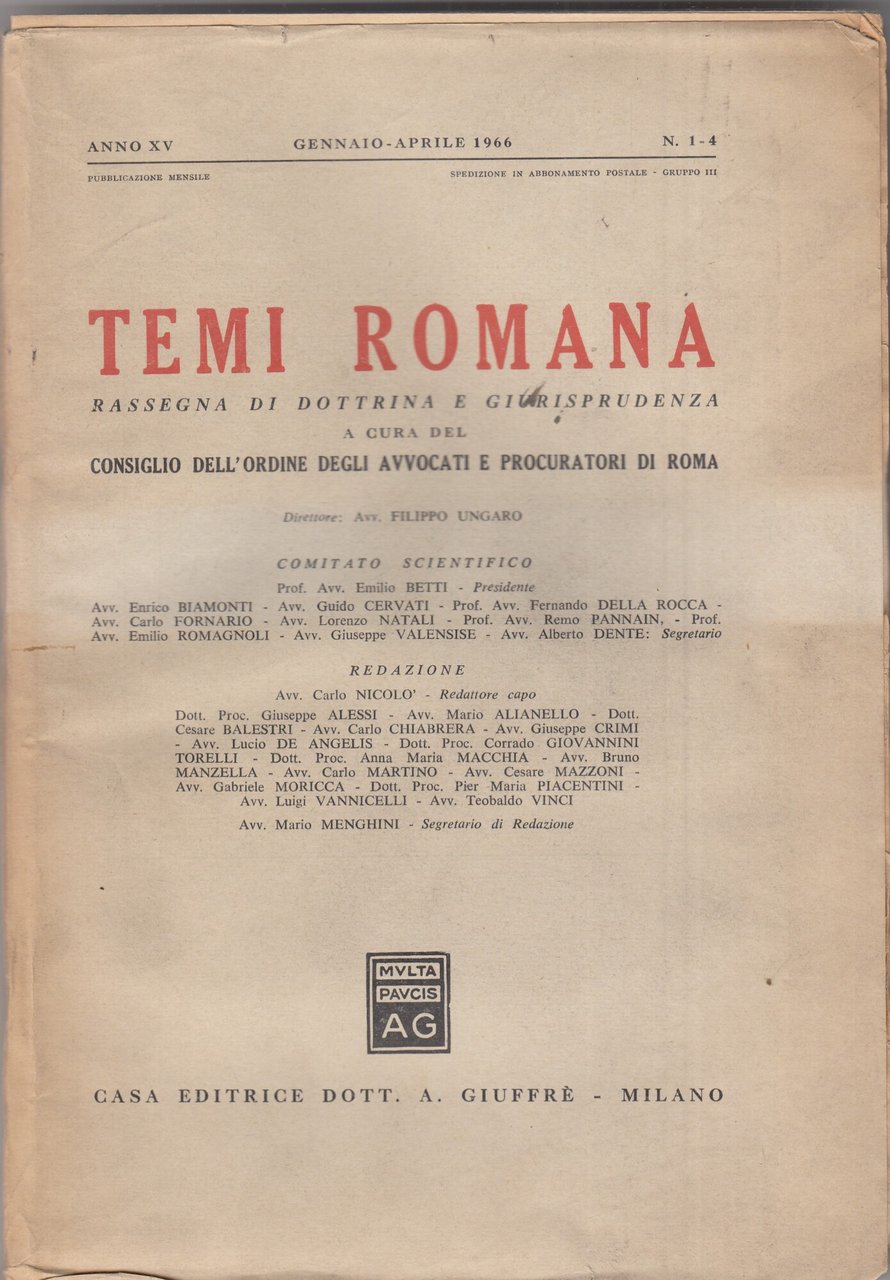 ANNO XV GENNAIO-APRILE 1966 N. 1-4
PUBBLICAZIONE MENSILE SPEDIZIONE IN ABBONAMENTO POSTALE - GRUPPO III
TEMI ROMANA
RASSEGNA DI DOTTRINA E GIURISPRUDENZA
A CURA DEL
CONSIGLIO DELL'ORDINE DEGLI AVVOCATI E PROCURATORI DI ROMA
Direttore: Avv. FILIPPO UNGARO
COMITATO SCIENTIFICO
Prof. Avv. Emilio BETTI - Presidente
Avv. Enrico BIAMONTI - Avv. Guido CERVATI - Prof. Avv. Fernando DELLA ROCCA -
Avv. Carlo FORNARIO - Avv. Lorenzo NATALI - Prof. Avv. Remo PANNAIN, - Prof.
Avv. Emilio ROMAGNOLI - Avv. Giuseppe VALENSISE - Avv. Alberto DENTE: Segretario
REDAZIONE
Avv. Carlo NICOLO' - Redattore capo
Dott. Proc. Giuseppe ALESSI - Avv. Mario ALIANELLO - Dott.
Cesare BALESTRI - Avv. Carlo CHIABRERA - Avv. Giuseppe CRIMI
- Avv. Lucio DE ANGELIS - Dott. Proc. Corrado GIOVANNINI
TORELLI - Dott. Proc. Anna Maria MACCHIA - Avv. Bruno
MANZELLA - Avv. Carlo MARTINO - Avv. Cesare MAZZONI -
Avv. Gabriele MORICCA - Dott. Proc. Pier Maria PIACENTINI -
Avv. Luigi VANNICELLI - Avv. Teobaldo VINCI
Avv. Mario MENGHINI - Segretario di Redazione
MVLTA
PAVCIS
AG
CASA EDITRICE DOTT. A. GIUFFRÈ - MILANO